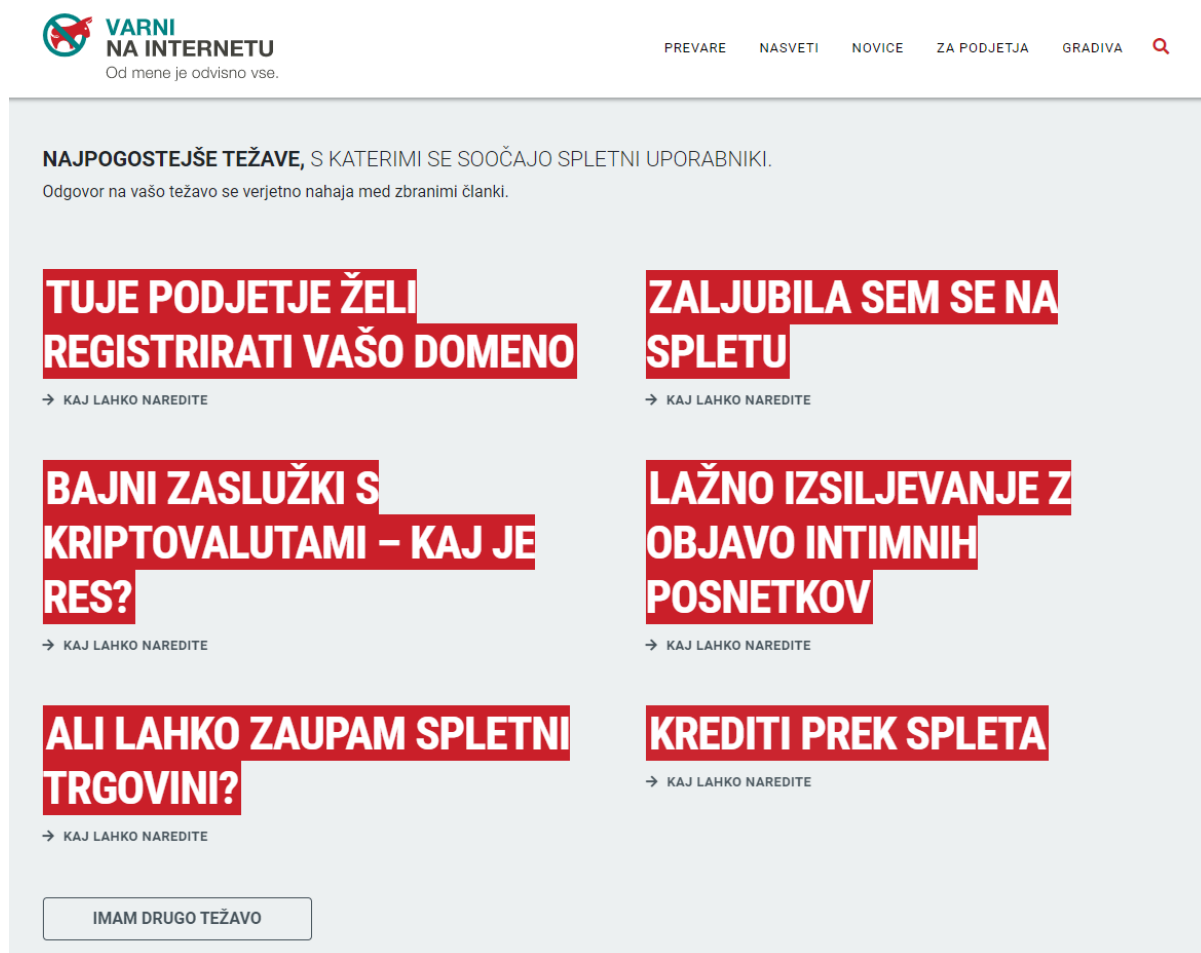 VARNI
NA INTERNETU
Od mene je odvisno vse.
PREVARE NASVETI NOVICE ZA PODJETJA GRADIVA
NAJPOGOSTEJŠE TEŽAVE, S KATERIMI SE SOOČAJO SPLETNI UPORABNIKI.
Odgovor na vašo težavo se verjetno nahaja med zbranimi članki.
TUJE PODJETJE ŽELI
REGISTRIRATI VAŠO DOMENO
→ KAJ LAHKO NAREDITE
ZALJUBILA SEM SE NA
SPLETU
→ KAJ LAHKO NAREDITE
BAJNI ZASLUŽKI S
KRIPTOVALUTAMI – KAJ JE
RES?
→ KAJ LAHKO NAREDITE
LAŽNO IZSILJEVANJE Z
OBJAVO INTIMNIH
POSNETKOV
→ KAJ LAHKO NAREDITE
ALI LAHKO ZAUPAM SPLETNI
TRGOVINI?
→ KAJ LAHKO NAREDITE
KREDITI PREK SPLETA
→ KAJ LAHKO NAREDITE
IMAM DRUGO TEŽAVO